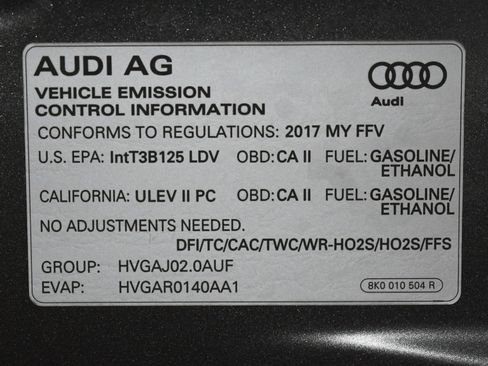 AUDI AG
Audi
VEHICLE EMISSION
CONTROL INFORMATION
CONFORMS TO REGULATIONS: 2017 MY FFV
U.S. EPA: IntT3B125 LDV OBD: CA II FUEL: GASOLINE/
ETHANOL
CALIFORNIA: ULEV II PC OBD: CA II FUEL: GASOLINE/
ETHANOL
NO ADJUSTMENTS NEEDED.
DFI/TC/CAC/TWC/WR-HO2S/HO2S/FFS
GROUP: HVGAJ02.0AUF
EVAP: HVGAR0140AA1
8K0 010 504 R